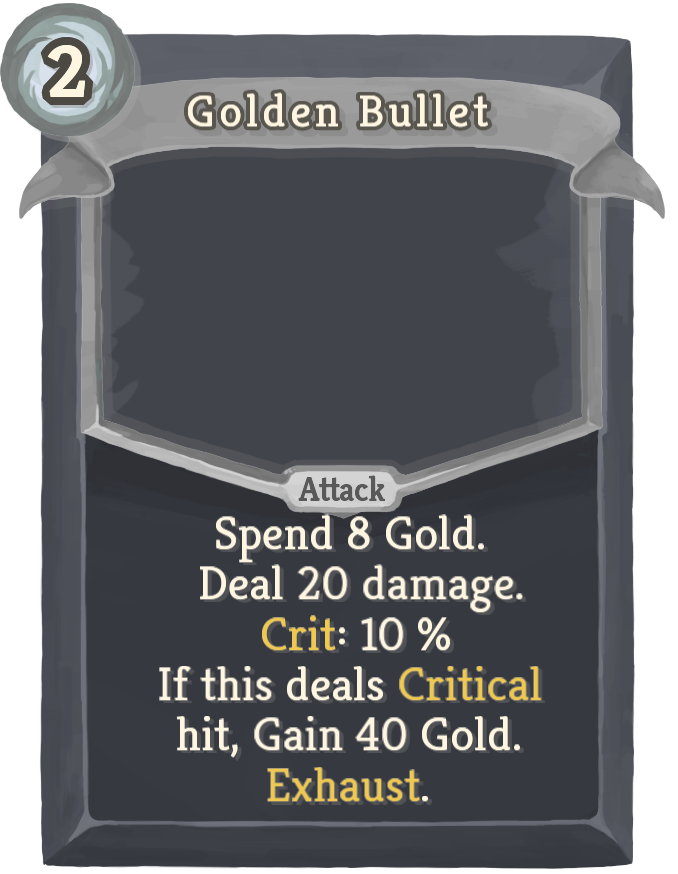 2
Golden Bullet
Attack
Spend 8 Gold.
Deal 20 damage.
Crit: 10 %
If this deals Critical
hit, Gain 40 Gold.
Exhaust.